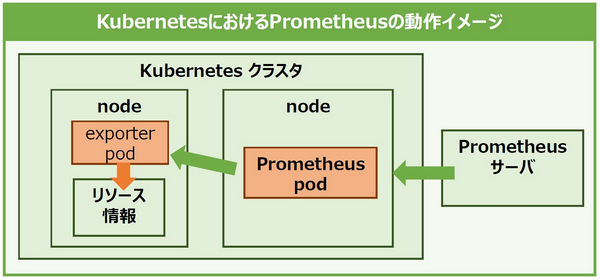 KubernetesにおけるPrometheusの動作イメージ
Kubernetes クラスタ
node
exporter
pod
リソース
情報
node
Prometheus
pod
Prometheus
サーバ